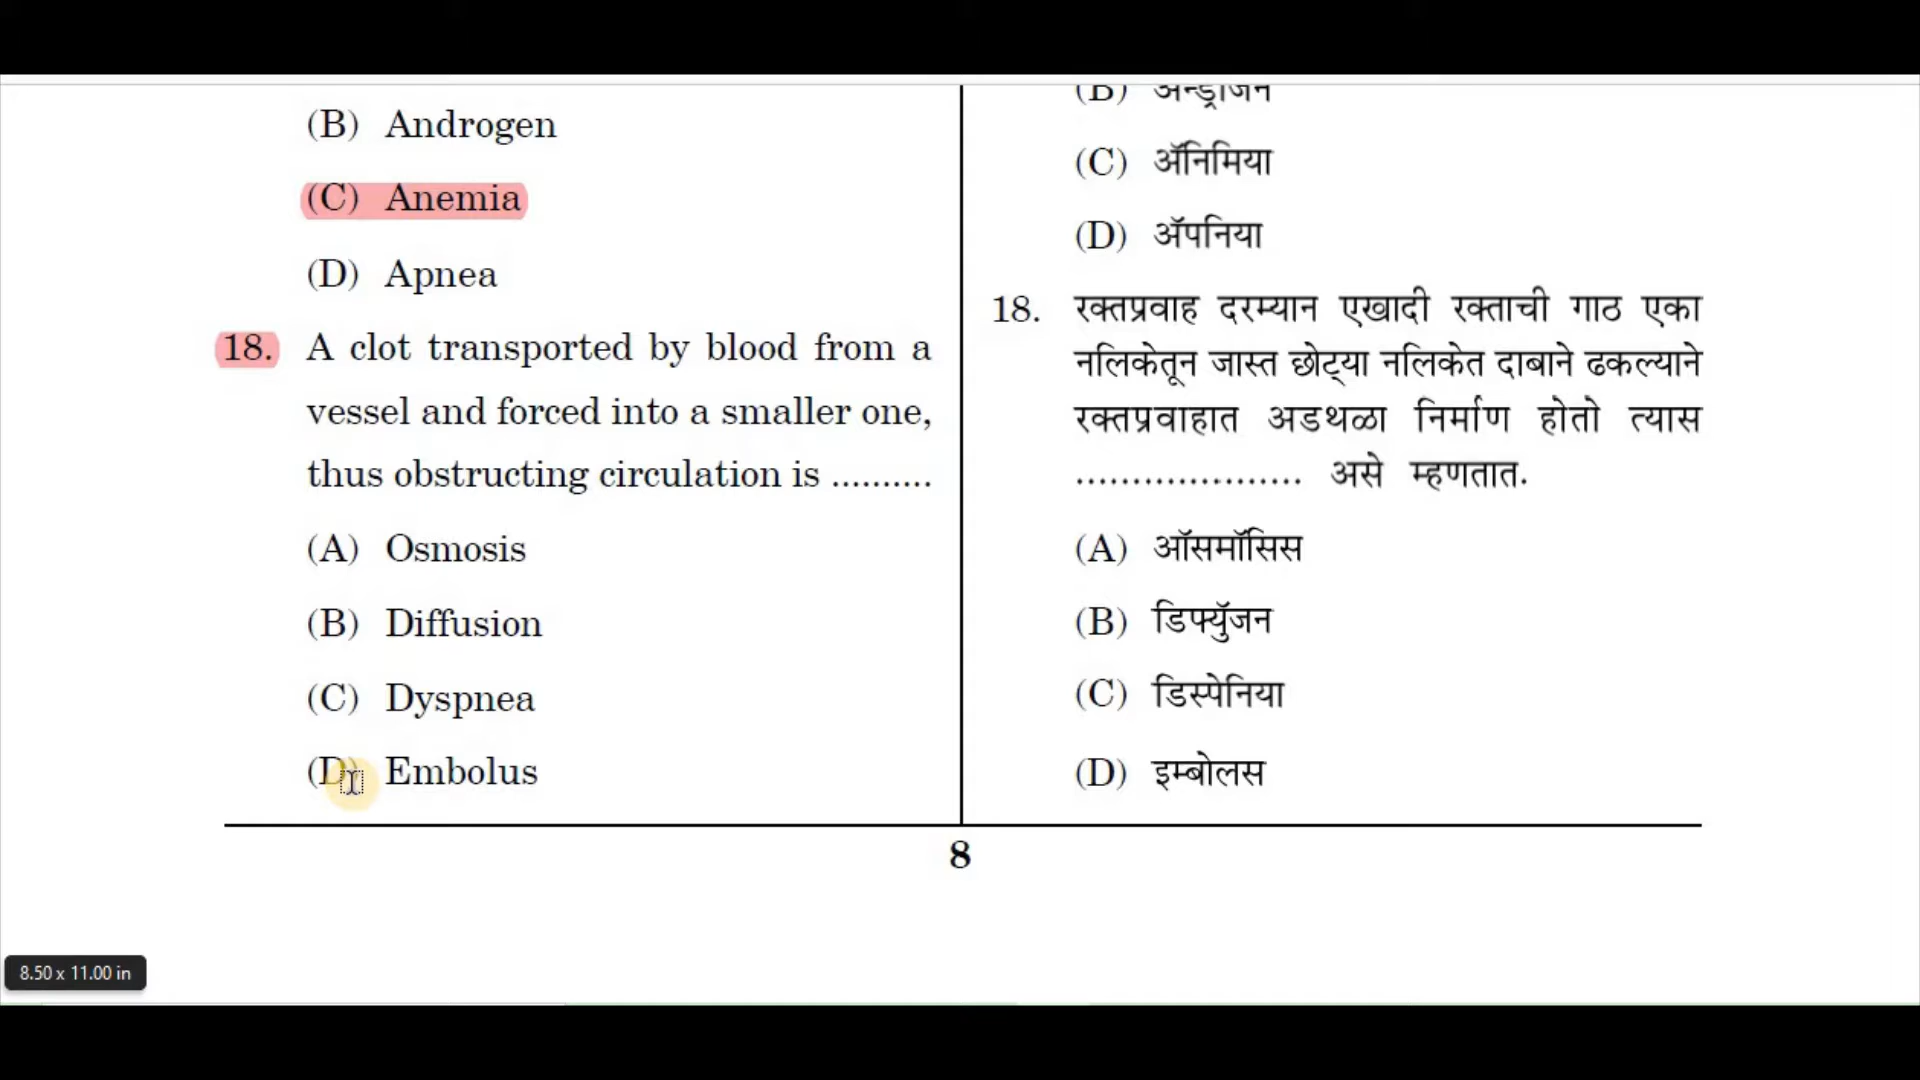 (B) Androgen
(C) Anemia
(D) Apnea
18. A clot transported by blood from a
vessel and forced into a smaller one,
thus obstructing circulation is ..........
(A) Osmosis
(B) Diffusion
(C) Dyspnea
(D) Embolus
(B) अॅन्ड्रोजन
(C) ॲनिमिया
(D) ॲपनिया
18. रक्तप्रवाह दरम्यान एखादी रक्ताची गाठ एका
नलिकेतून जास्त छोट्या नलिकेत दाबाने ढकल्याने
रक्तप्रवाहात अडथळा निर्माण होतो त्यास
..................... असे म्हणतात.
(A) ऑसमॉसिस
(B) डिफ्युॅजन
(C) डिस्पेनिया
(D) इम्बोलस
8
8.50 x 11.00 in